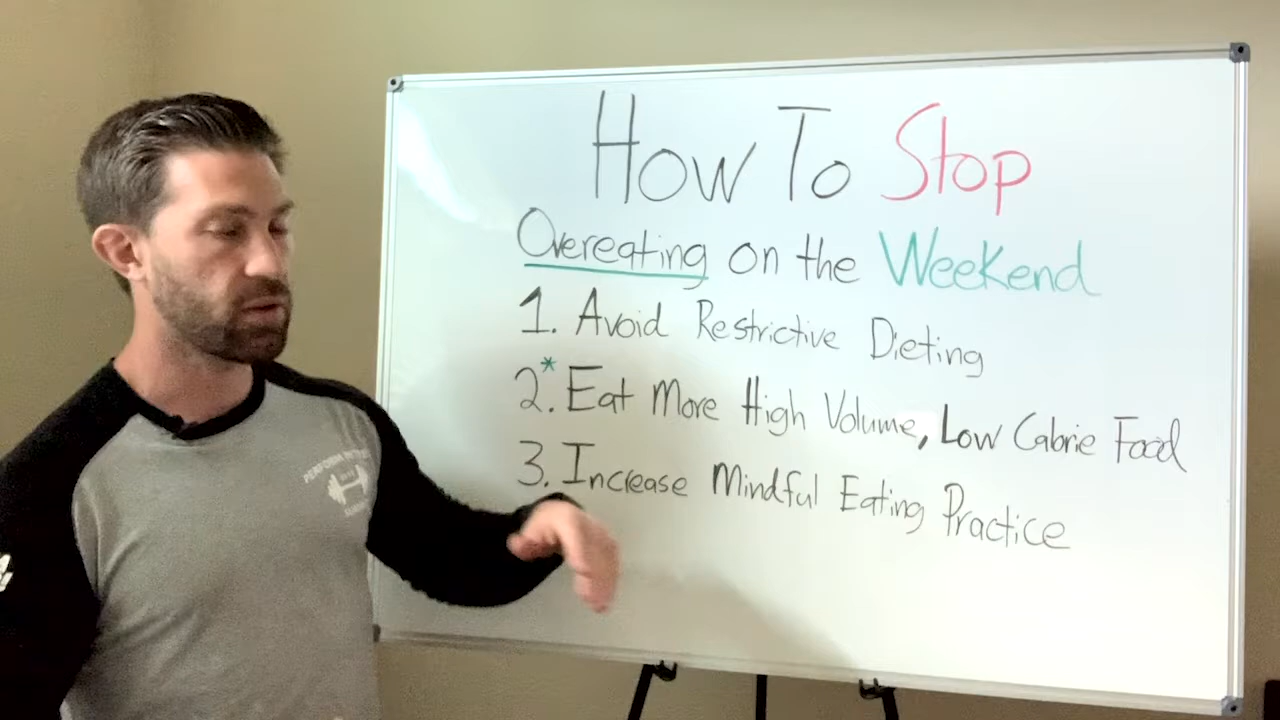 How To Stop
Overeating on the Weekend
1. Avoid Restrictive Dieting
2.* Eat More High Volume, Low Calorie Food
3. Increase Mindful Eating Practice
PERFORM